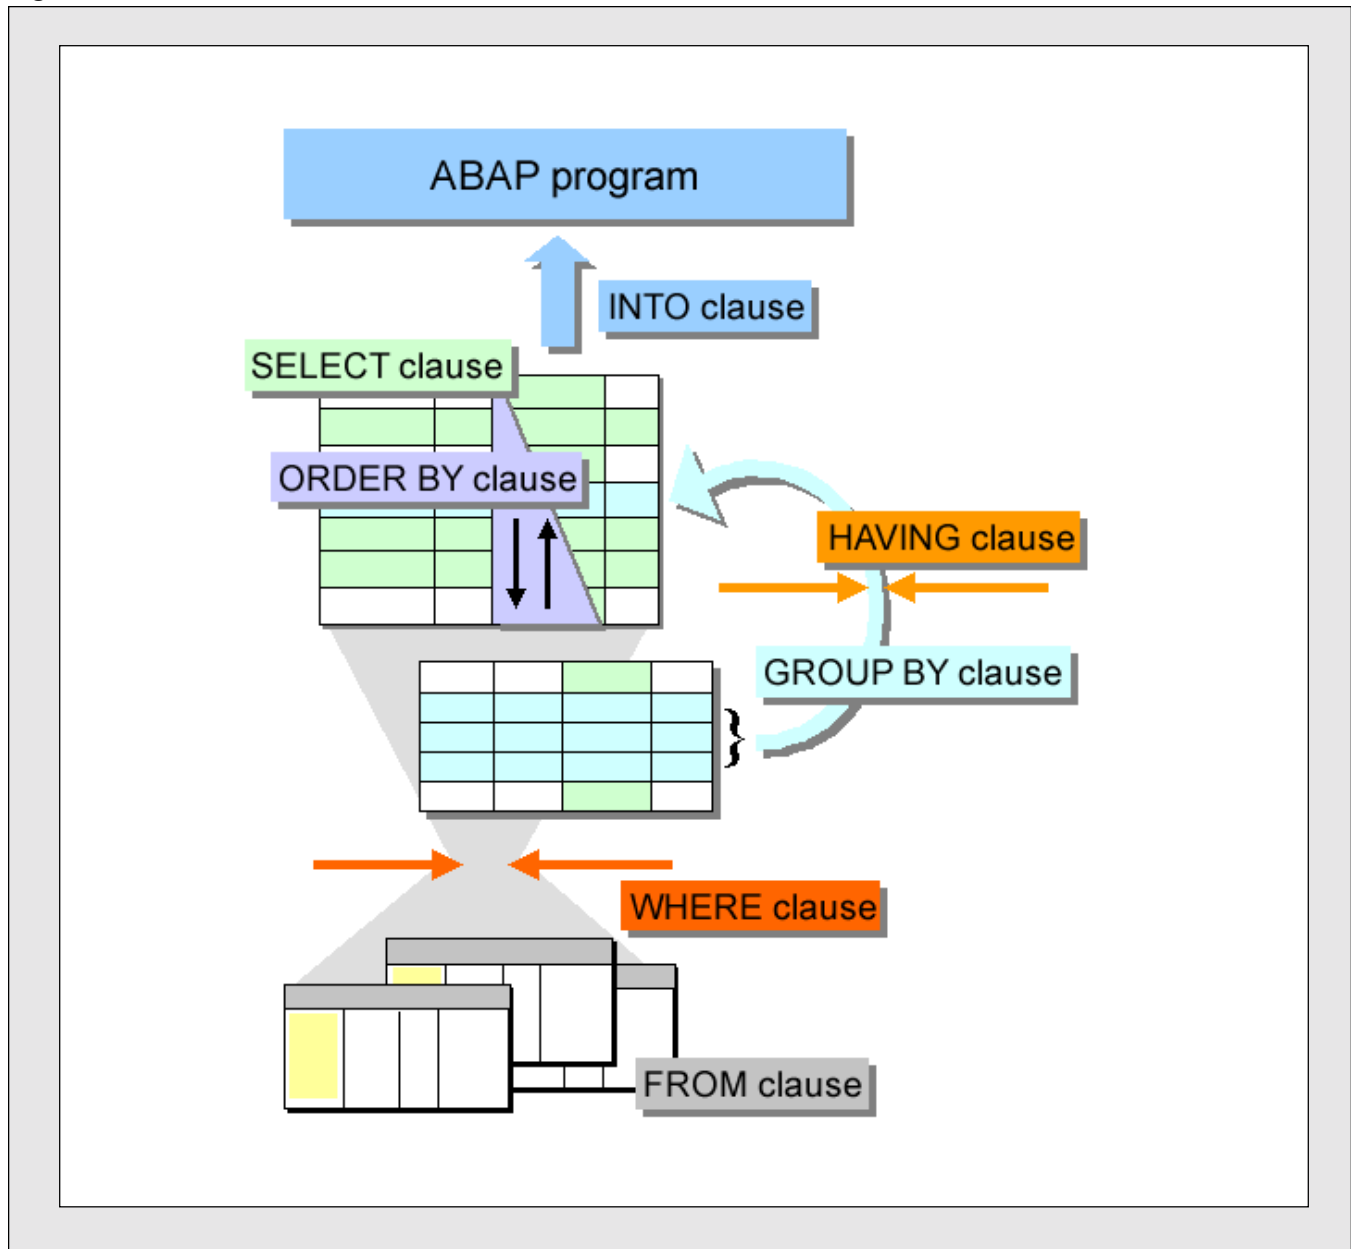 ABAP program
INTO clause
SELECT clause
ORDER BY clause
HAVING clause
GROUP BY clause
WHERE clause
FROM clause